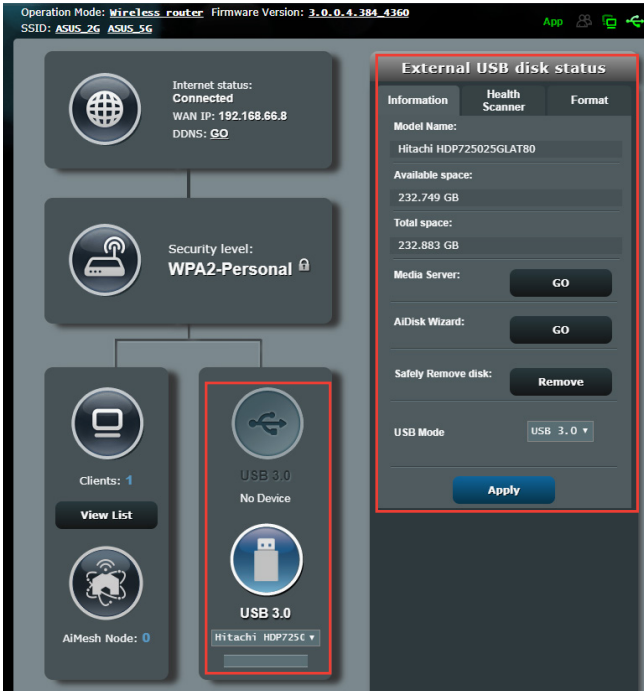 Operation Mode: Wireless router Firmware Version: 3.0.0.4.384_4360
SSID: ASUS_2G ASUS_5G
App
Internet status:
Connected
WAN IP: 192.168.66.8
DDNS: GO
Security level:
WPA2-Personal
Clients: 1
View List
AiMesh Node: 0
USB 3.0
No Device
USB 3.0
Hitachi HDP725C
External USB disk status
Information
Health
Scanner
Format
Model Name:
Hitachi HDP725025GLAT80
Available space:
232.749 GB
Total space:
232.883 GB
Media Server:
GO
AiDisk Wizard:
GO
Safely Remove disk:
Remove
USB Mode
USB 3.0
Apply